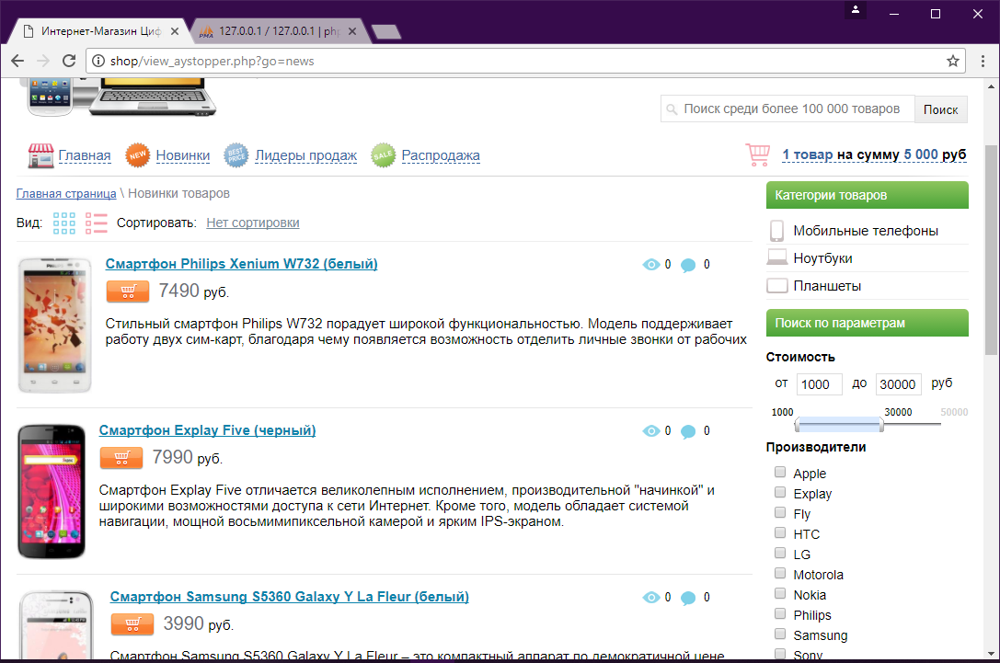 Интернет-Магазин Циф
127.0.0.1 / 127.0.0.1 | php
shop/view_aystopper.php?go=news
Поиск среди более 100 000 товаров
Поиск
Главная
NEW
Новинки
BEST PRICE
Лидеры продаж
SALE
Распродажа
1 товар на сумму 5 000 руб
Главная страница \ Новинки товаров
Вид:
Сортировать:
Нет сортировки
Смартфон Philips Xenium W732 (белый)
0
0
7490 руб.
Стильный смартфон Philips W732 порадует широкой функциональностью. Модель поддерживает
работу двух сим-карт, благодаря чему появляется возможность отделить личные звонки от рабочих
Смартфон Explay Five (черный)
0
0
7990 руб.
Смартфон Explay Five отличается великолепным исполнением, производительной "начинкой" и
широкими возможностями доступа к сети Интернет. Кроме того, модель обладает системой
навигации, мощной восьмимипиксельной камерой и ярким IPS-экраном.
Смартфон Samsung S5360 Galaxy Y La Fleur (белый)
0
0
3990 руб.
Смартфон Samsung S5360 Galaxy Y La Fleur – это компактный аппарат по демократичной цене
Категории товаров
Мобильные телефоны
Ноутбуки
Планшеты
Поиск по параметрам
Стоимость
от 1000 до 30000 руб
1000 30000 50000
Производители
Apple
Explay
Fly
HTC
LG
Motorola
Nokia
Philips
Samsung
Sony